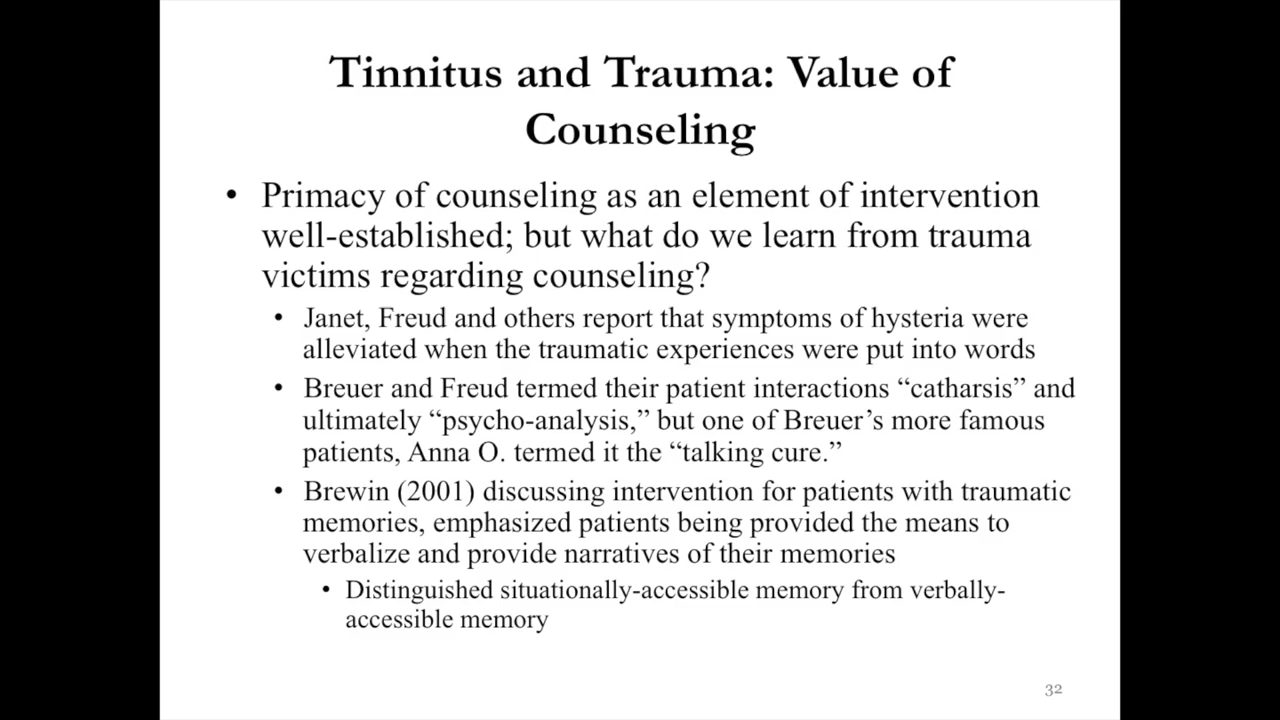 Tinnitus and Trauma: Value of
Counseling
• Primacy of counseling as an element of intervention
well-established; but what do we learn from trauma
victims regarding counseling?
• Janet, Freud and others report that symptoms of hysteria were
alleviated when the traumatic experiences were put into words
• Breuer and Freud termed their patient interactions “catharsis” and
ultimately “psycho-analysis,” but one of Breuer’s more famous
patients, Anna O. termed it the “talking cure.”
• Brewin (2001) discussing intervention for patients with traumatic
memories, emphasized patients being provided the means to
verbalize and provide narratives of their memories
• Distinguished situationally-accessible memory from verbally-
accessible memory
32